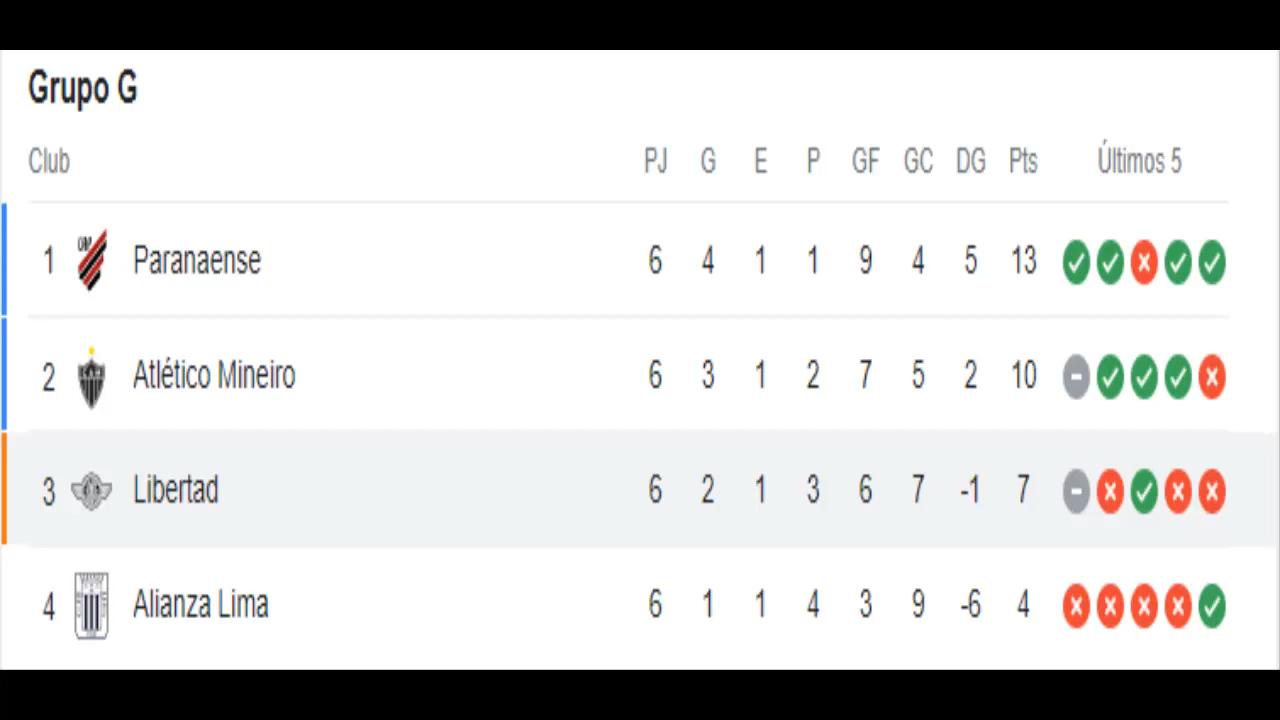 Grupo G
Club PJ G E P GF GC DG Pts Últimos 5
1 Paranaense 6 4 1 1 9 4 5 13
2 Atlético Mineiro 6 3 1 2 7 5 2 10
3 Libertad 6 2 1 3 6 7 -1 7
4 Alianza Lima 6 1 1 4 3 9 -6 4